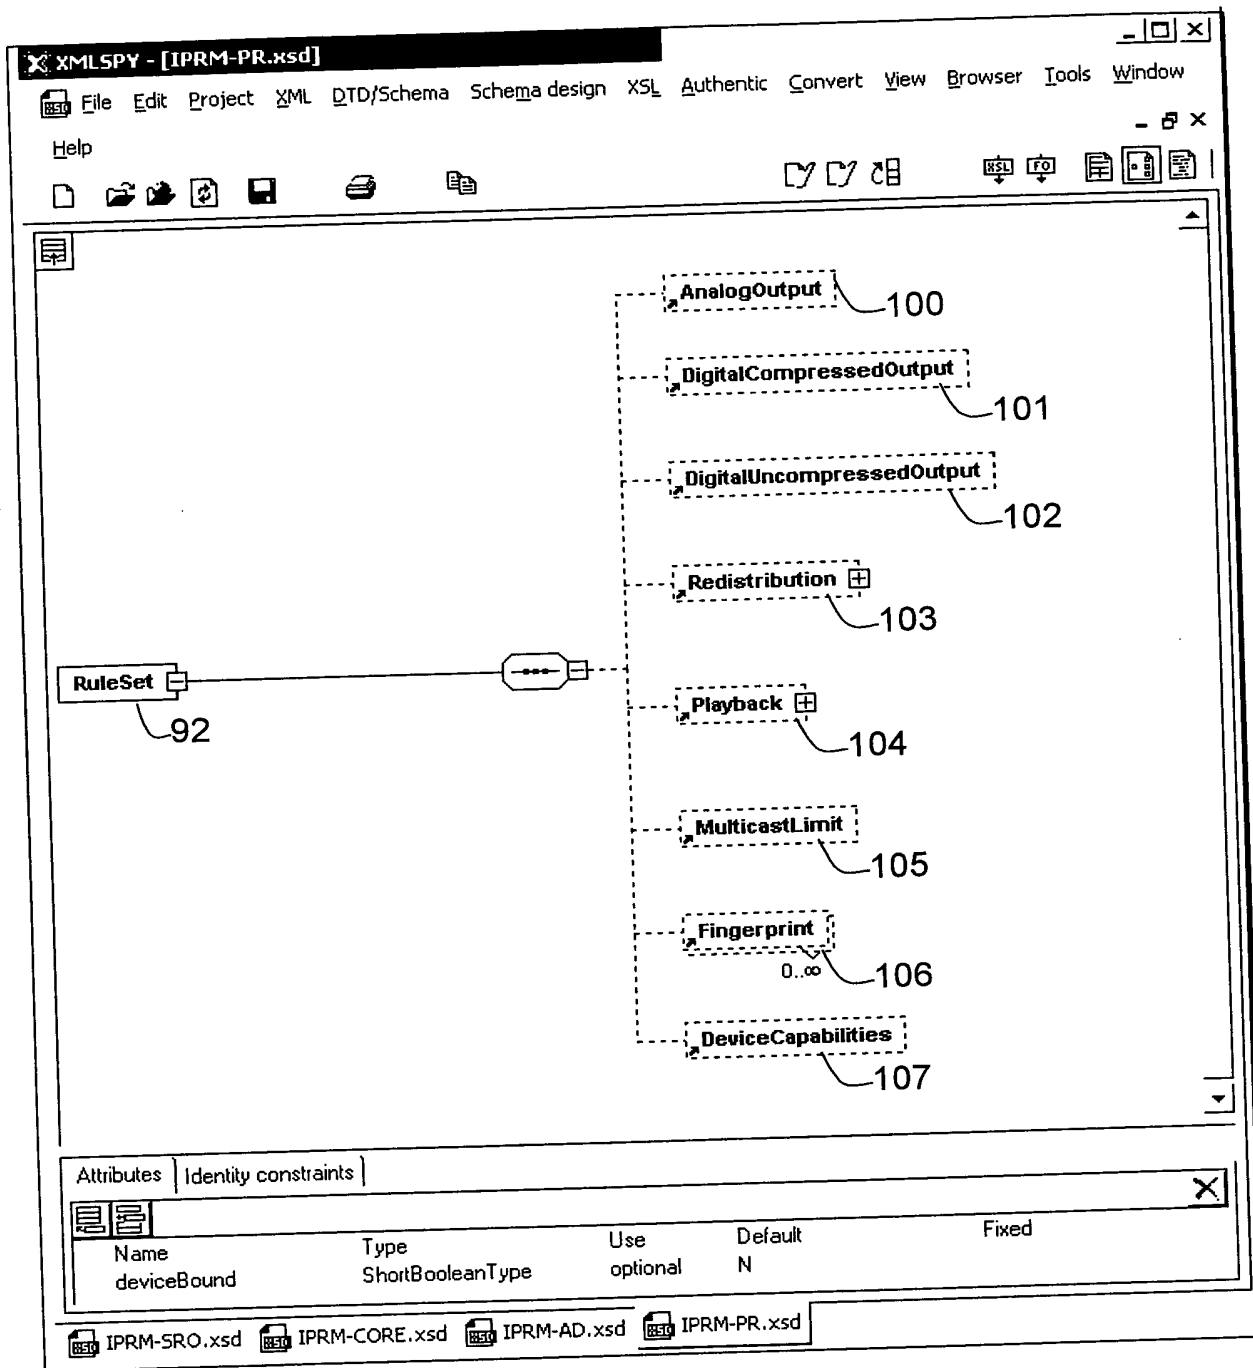 XMLSPY - [IPRM-PR.xsd]
File Edit Project XML DTD/Schema Schema design XSL Authentic Convert View Browser Tools Window
Help
XSL FO
AnalogOutput
100
DigitalCompressedOutput
101
DigitalUncompressedOutput
102
Redistribution
103
RuleSet
92
Playback
104
MulticastLimit
105
Fingerprint
0..∞
106
DeviceCapabilities
107
Attributes Identity constraints
Name Type Use Default Fixed
deviceBound ShortBooleanType optional N
IPRM-SRO.xsd IPRM-CORE.xsd IPRM-AD.xsd IPRM-PR.xsd